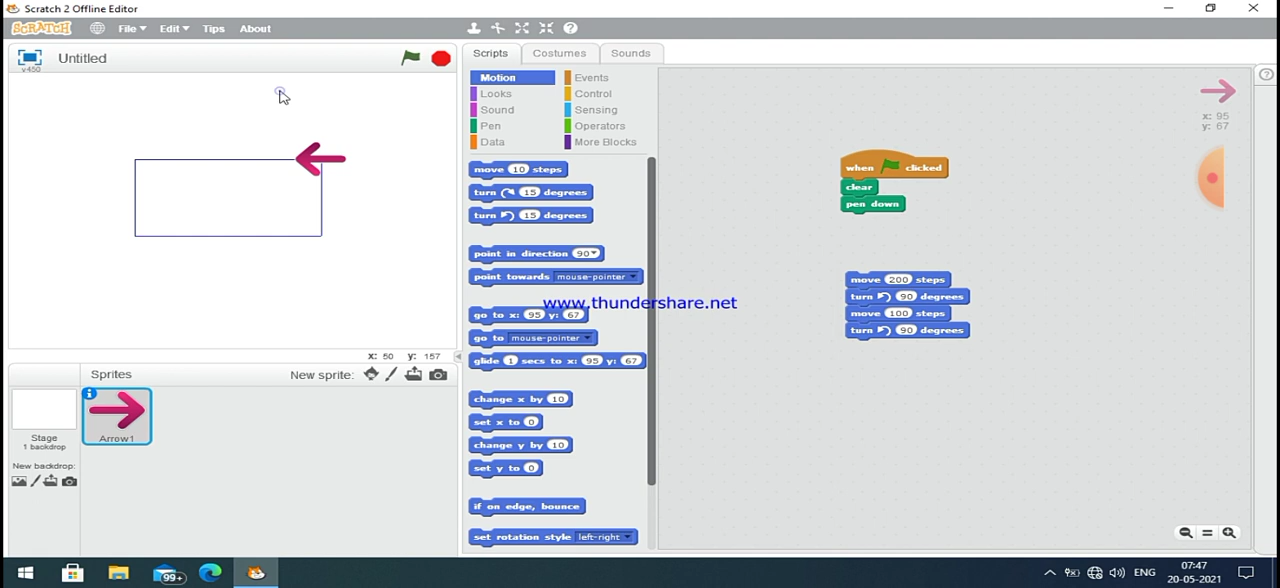 Scratch 2 Offline Editor
SCRATCH File Edit Tips About
v450 Untitled
X: 50 y: 157
Sprites New sprite:
Stage
1 backdrop
New backdrop:
Arrow1
Scripts Costumes Sounds
Motion Events
Looks Control
Sound Sensing
Pen Operators
Data More Blocks
move 10 steps
turn 15 degrees
turn 15 degrees
point in direction 90
point towards mouse-pointer
go to x: 95 y: 67
go to mouse-pointer
glide 1 secs to x: 95 y: 67
change x by 10
set x to 0
change y by 10
set y to 0
if on edge, bounce
set rotation style left-right
www.thundershare.net
when clicked
clear
pen down
move 200 steps
turn 90 degrees
move 100 steps
turn 90 degrees
x: 95
y: 67
99+
ENG
07:47
20-05-2021